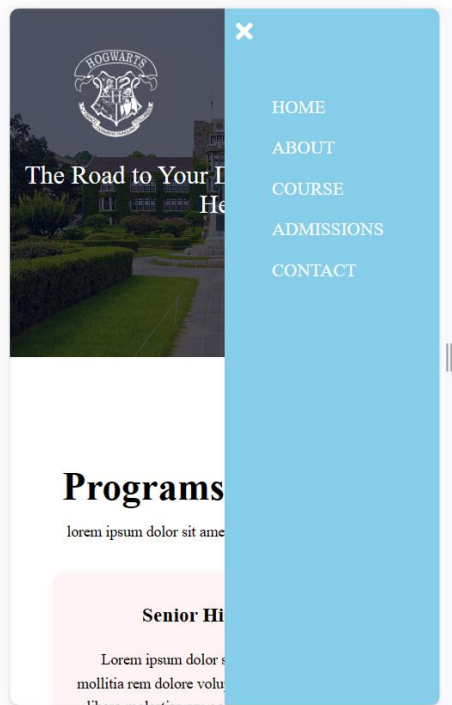 HOGWARTS
HOME
ABOUT
COURSE
ADMISSIONS
CONTACT
The Road to Your
He
Programs
lorem ipsum dolor sit ame
Senior Hi
Lorem ipsum dolor s
mollitia rem dolore volu